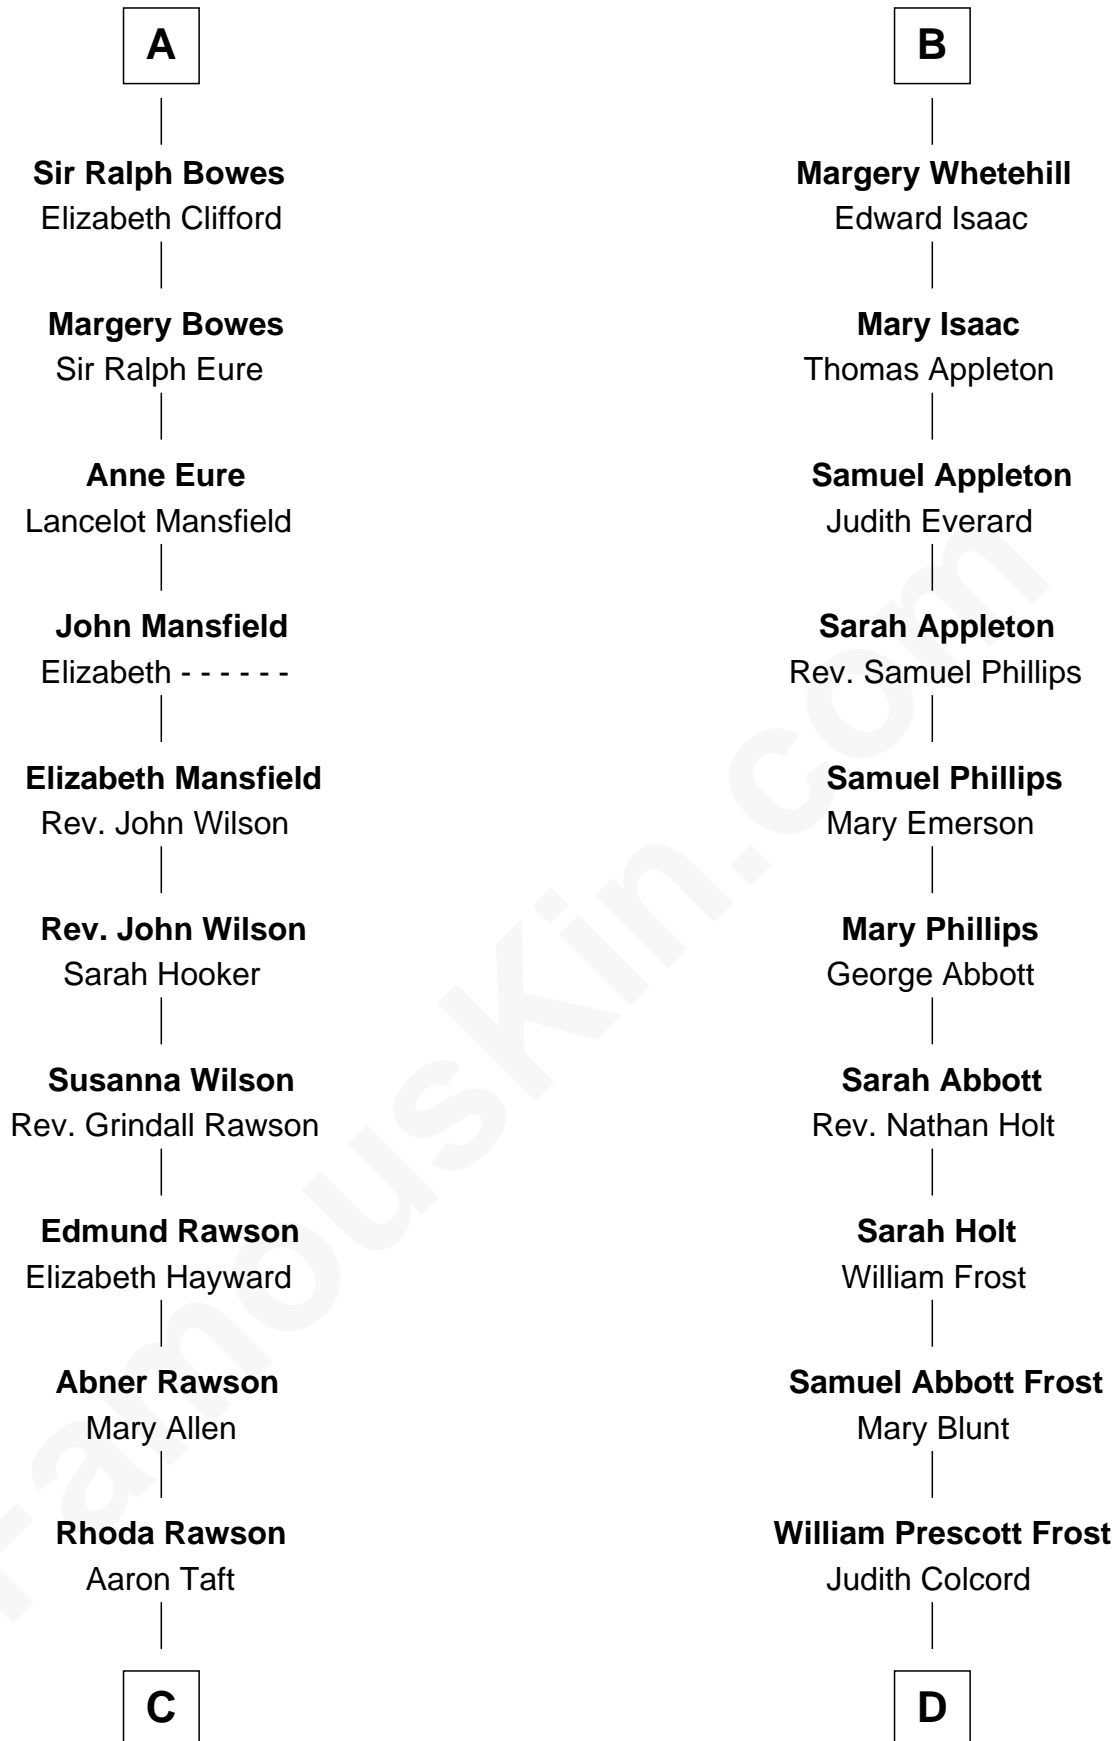 A
Sir Ralph Bowes
Elizabeth Clifford
Margery Bowes
Sir Ralph Eure
Anne Eure
Lancelot Mansfield
John Mansfield
Elizabeth - - - - - -
Elizabeth Mansfield
Rev. John Wilson
Rev. John Wilson
Sarah Hooker
Susanna Wilson
Rev. Grindall Rawson
Edmund Rawson
Elizabeth Hayward
Abner Rawson
Mary Allen
Rhoda Rawson
Aaron Taft
C
B
Margery Whetehill
Edward Isaac
Mary Isaac
Thomas Appleton
Samuel Appleton
Judith Everard
Sarah Appleton
Rev. Samuel Phillips
Samuel Phillips
Mary Emerson
Mary Phillips
George Abbott
Sarah Abbott
Rev. Nathan Holt
Sarah Holt
William Frost
Samuel Abbott Frost
Mary Blunt
William Prescott Frost
Judith Colcord
D
FamousKin.com